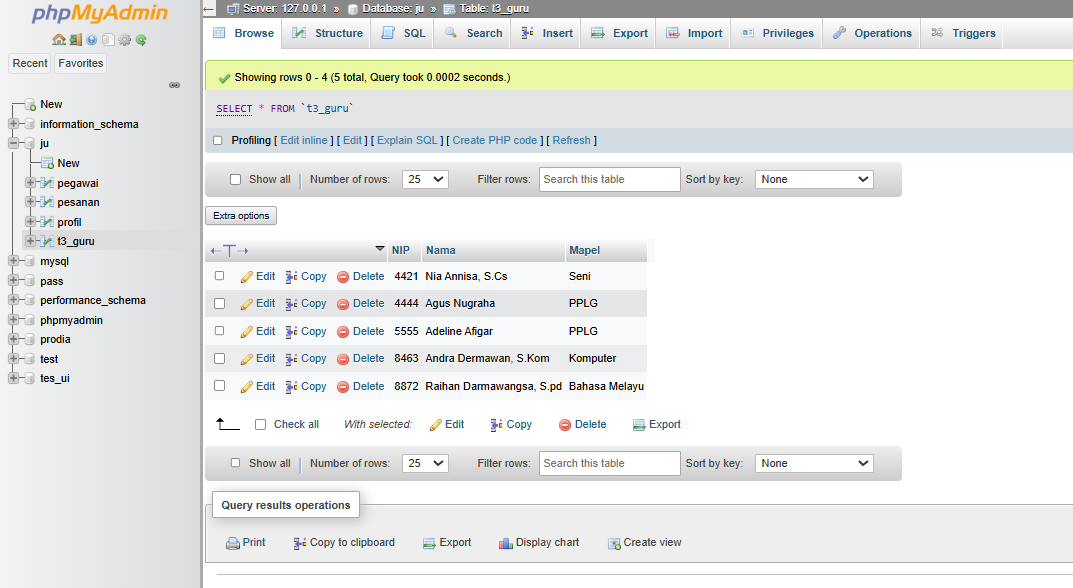 phpMyAdmin
Recent Favorites
New
information_schema
ju
New
pegawai
pesanan
profil
t3_guru
mysql
pass
performance_schema
phpmyadmin
prodia
test
tes_ui
Server: 127.0.0.1 » Database: ju » Table: t3_guru
Browse Structure SQL Search Insert Export Import Privileges Operations Triggers
Showing rows 0 - 4 (5 total, Query took 0.0002 seconds.)
SELECT * FROM `t3_guru`
Profiling [ Edit inline ] [ Edit ] [ Explain SQL ] [ Create PHP code ] [ Refresh ]
Show all Number of rows: 25 Filter rows: Search this table Sort by key: None
Extra options
←T→ NIP Nama Mapel
Edit Copy Delete 4421 Nia Annisa, S.Cs Seni
Edit Copy Delete 4444 Agus Nugraha PPLG
Edit Copy Delete 5555 Adeline Afigar PPLG
Edit Copy Delete 8463 Andra Dermawan, S.Kom Komputer
Edit Copy Delete 8872 Raihan Darmawangsa, S.pd Bahasa Melayu
Check all With selected: Edit Copy Delete Export
Show all Number of rows: 25 Filter rows: Search this table Sort by key: None
Query results operations
Print Copy to clipboard Export Display chart Create view